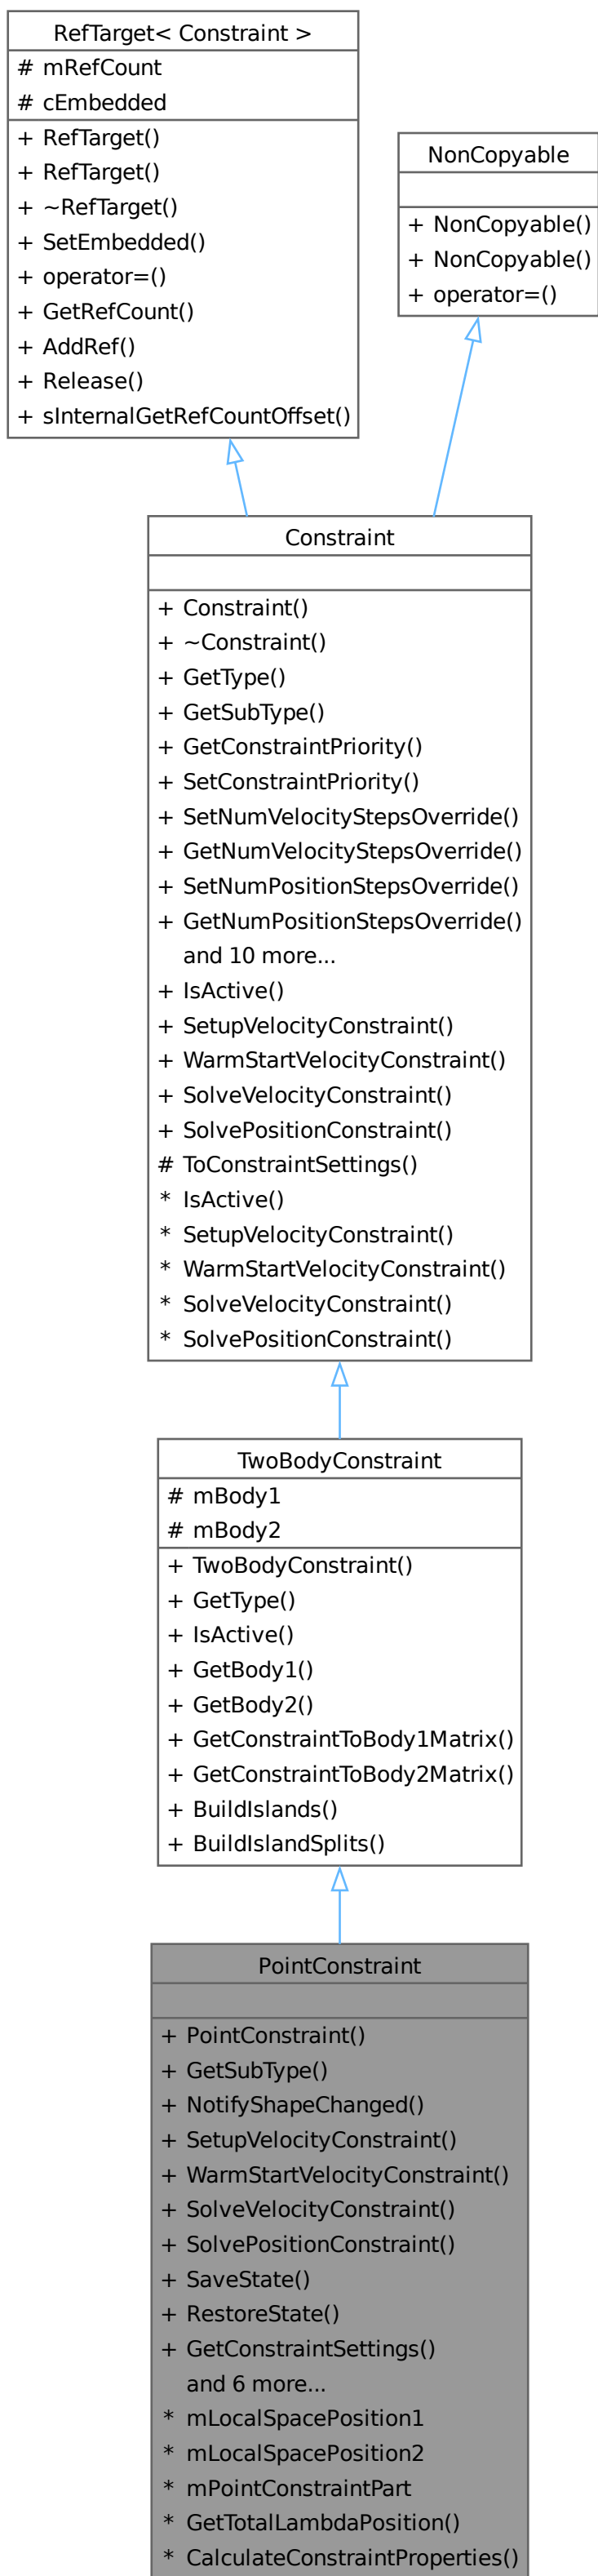 RefTarget< Constraint >
# mRefCount
# cEmbedded
+ RefTarget()
+ RefTarget()
+ ~RefTarget()
+ SetEmbedded()
+ operator=()
+ GetRefCount()
+ AddRef()
+ Release()
+ sInternalGetRefCountOffset()
NonCopyable
+ NonCopyable()
+ NonCopyable()
+ operator=()
Constraint
+ Constraint()
+ ~Constraint()
+ GetType()
+ GetSubType()
+ GetConstraintPriority()
+ SetConstraintPriority()
+ SetNumVelocityStepsOverride()
+ GetNumVelocityStepsOverride()
+ SetNumPositionStepsOverride()
+ GetNumPositionStepsOverride()
and 10 more...
+ IsActive()
+ SetupVelocityConstraint()
+ WarmStartVelocityConstraint()
+ SolveVelocityConstraint()
+ SolvePositionConstraint()
# ToConstraintSettings()
* IsActive()
* SetupVelocityConstraint()
* WarmStartVelocityConstraint()
* SolveVelocityConstraint()
* SolvePositionConstraint()
TwoBodyConstraint
# mBody1
# mBody2
+ TwoBodyConstraint()
+ GetType()
+ IsActive()
+ GetBody1()
+ GetBody2()
+ GetConstraintToBody1Matrix()
+ GetConstraintToBody2Matrix()
+ BuildIslands()
+ BuildIslandSplits()
PointConstraint
+ PointConstraint()
+ GetSubType()
+ NotifyShapeChanged()
+ SetupVelocityConstraint()
+ WarmStartVelocityConstraint()
+ SolveVelocityConstraint()
+ SolvePositionConstraint()
+ SaveState()
+ RestoreState()
+ GetConstraintSettings()
and 6 more...
* mLocalSpacePosition1
* mLocalSpacePosition2
* mPointConstraintPart
* GetTotalLambdaPosition()
* CalculateConstraintProperties()